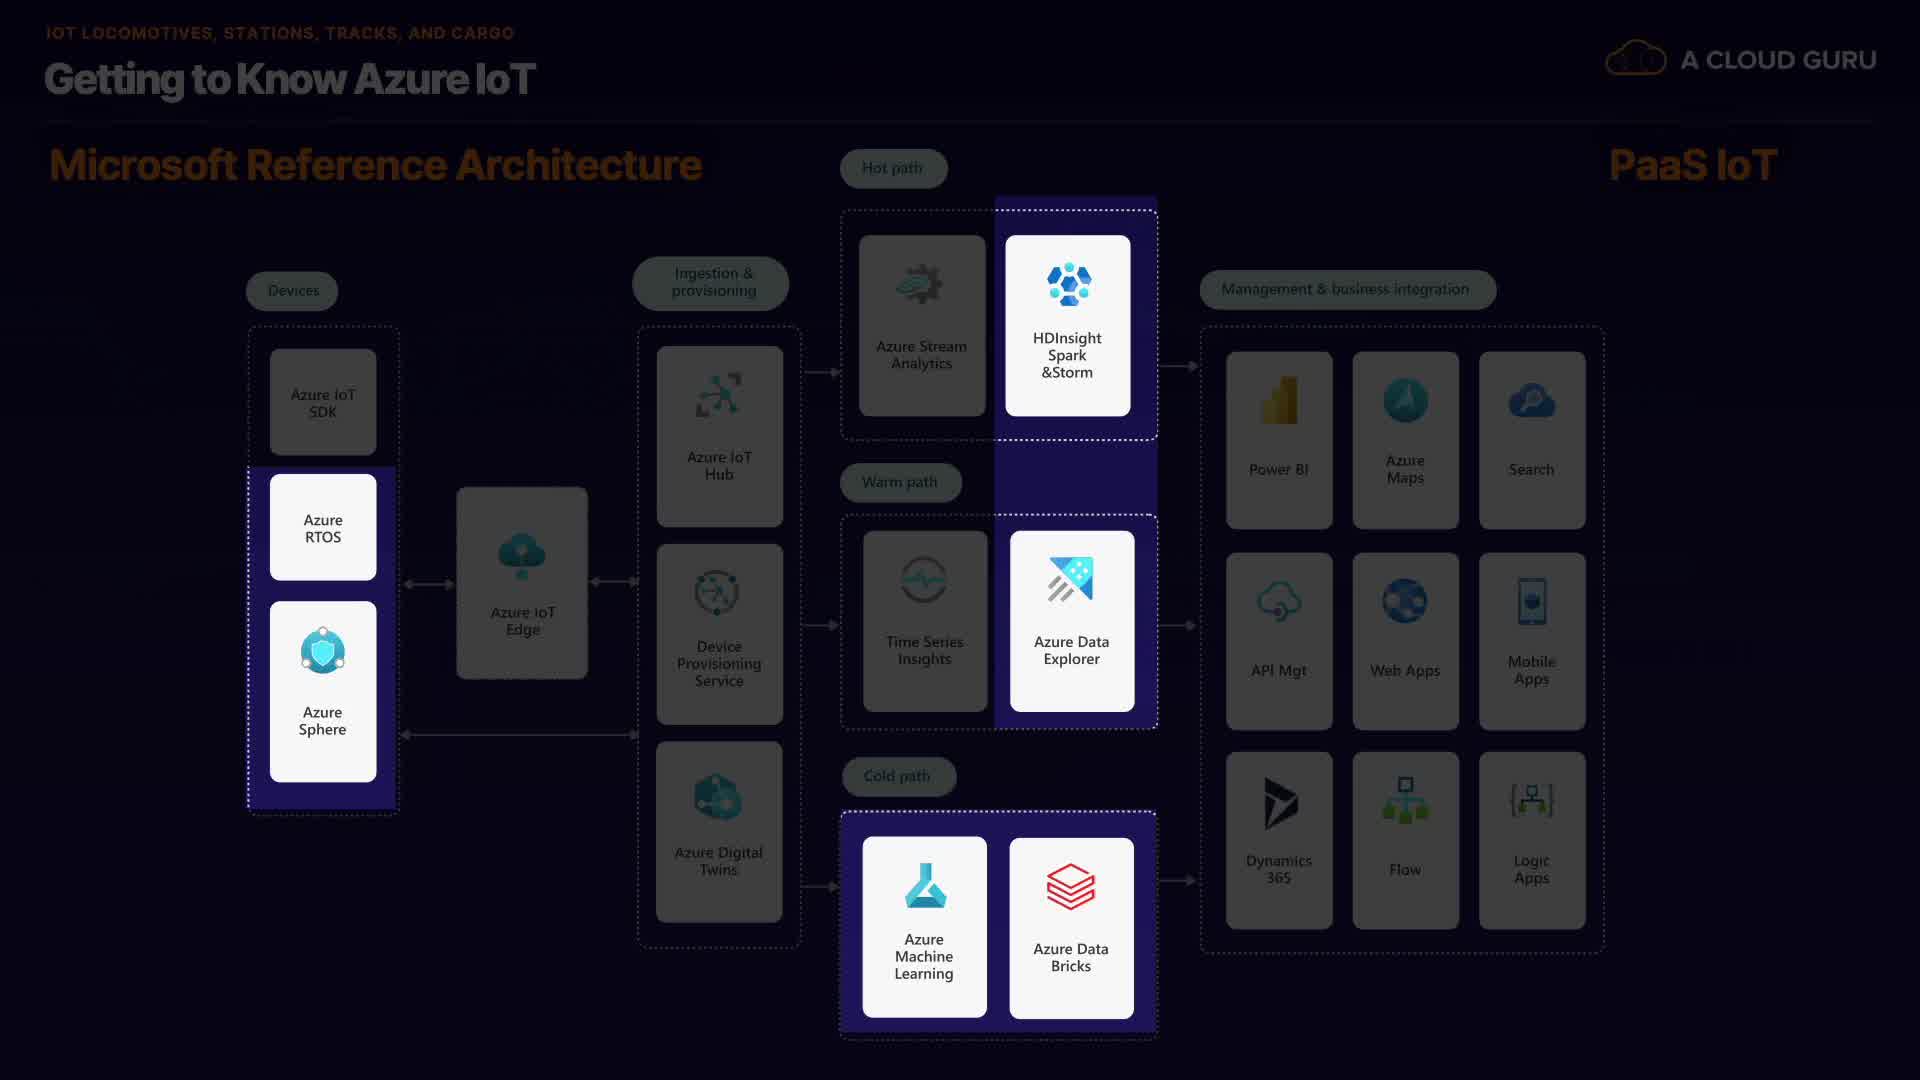 IOT LOCOMOTIVES, STATIONS, TRACKS, AND CARGO
Getting to Know Azure IoT
A CLOUD GURU
Microsoft Reference Architecture
PaaS IoT
Devices
Azure IoT
SDK
Azure
RTOS
Azure
Sphere
Azure IoT
Edge
Ingestion &
provisioning
Azure IoT
Hub
Device
Provisioning
Service
Azure Digital
Twins
Hot path
Azure Stream
Analytics
HDInsight
Spark
&Storm
Warm path
Time Series
Insights
Azure Data
Explorer
Cold path
Azure
Machine
Learning
Azure Data
Bricks
Management & business integration
Power BI
Azure
Maps
Search
API Mgt
Web Apps
Mobile
Apps
Dynamics
365
Flow
Logic
Apps